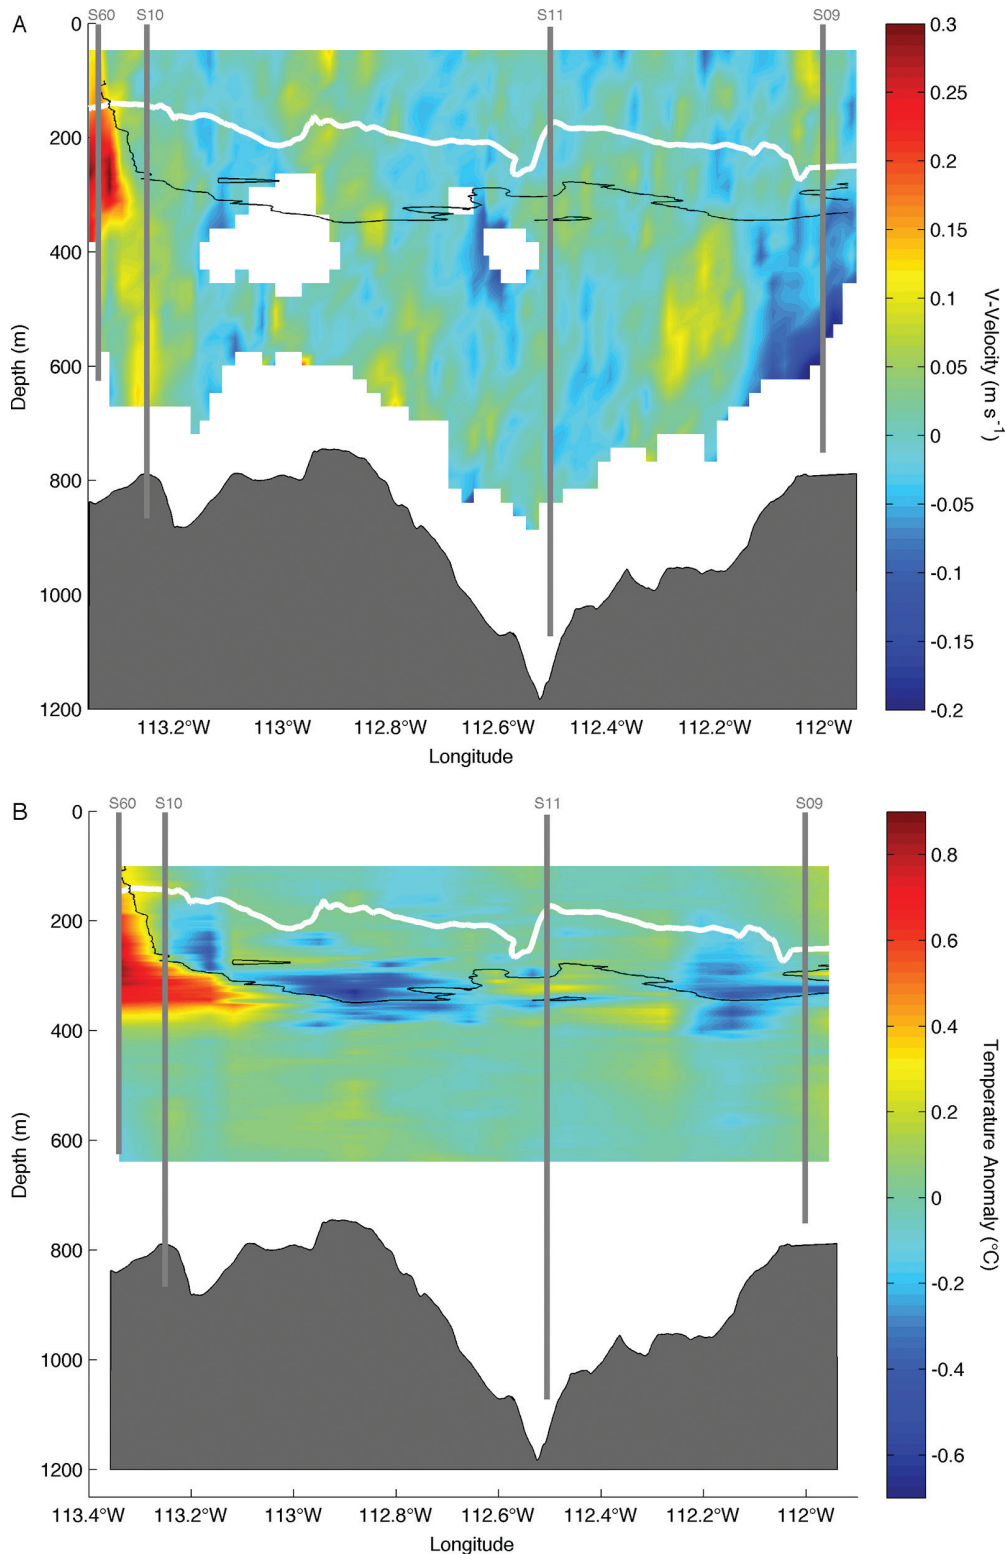 A
S60 S10 S11 S09
0
200
400
600
800
1000
1200
Depth (m)
113.2°W 113°W 112.8°W 112.6°W 112.4°W 112.2°W 112°W
Longitude
0.3
0.25
0.2
0.15
0.1
0.05
0
-0.05
-0.1
-0.15
-0.2
V-Velocity (m s⁻¹)
B
S60 S10 S11 S09
0
200
400
600
800
1000
1200
Depth (m)
113.4°W 113.2°W 113°W 112.8°W 112.6°W 112.4°W 112.2°W 112°W
Longitude
0.8
0.6
0.4
0.2
0
-0.2
-0.4
-0.6
Temperature Anomaly (°C)